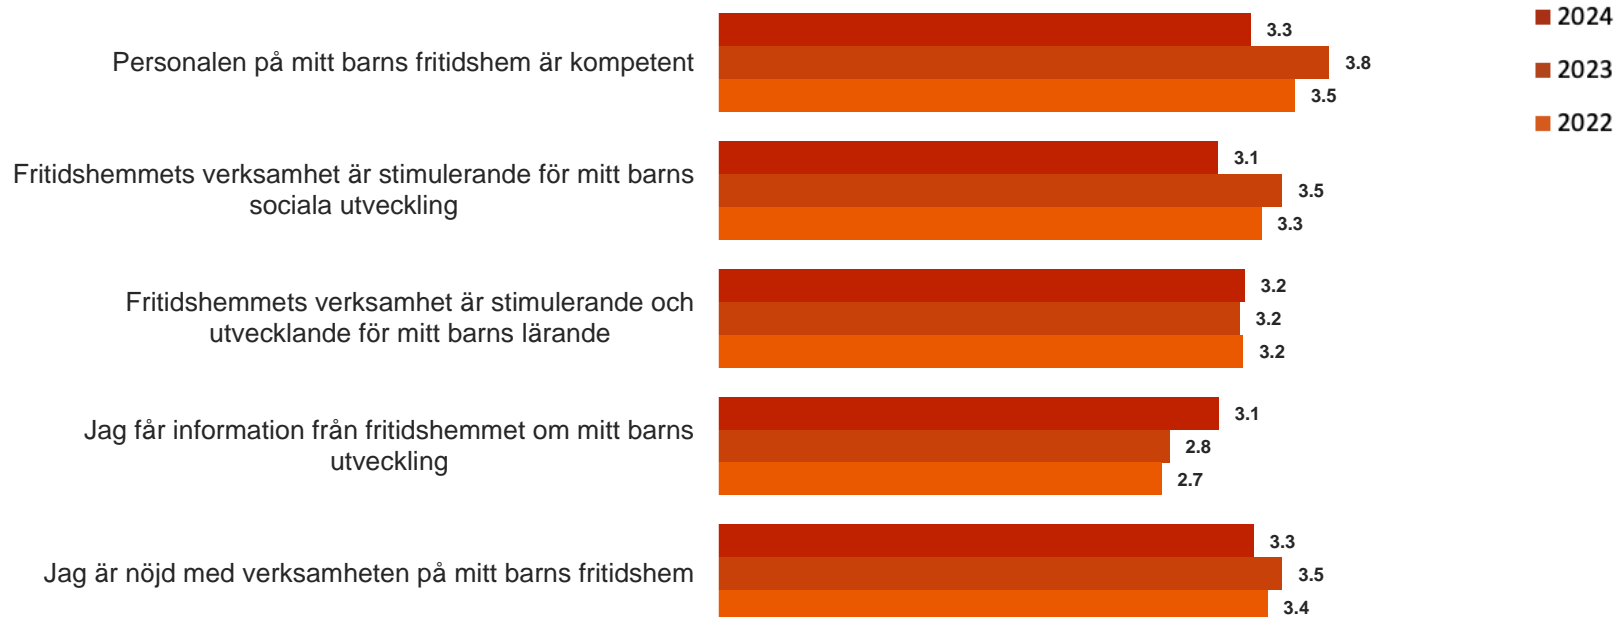 2024
2023
2022
Personalen på mitt barns fritidshem är kompetent
3.3
3.8
3.5
Fritidshemmets verksamhet är stimulerande för mitt barns
sociala utveckling
3.1
3.5
3.3
Fritidshemmets verksamhet är stimulerande och
utvecklande för mitt barns lärande
3.2
3.2
3.2
Jag får information från fritidshemmet om mitt barns
utveckling
3.1
2.8
2.7
Jag är nöjd med verksamheten på mitt barns fritidshem
3.3
3.5
3.4